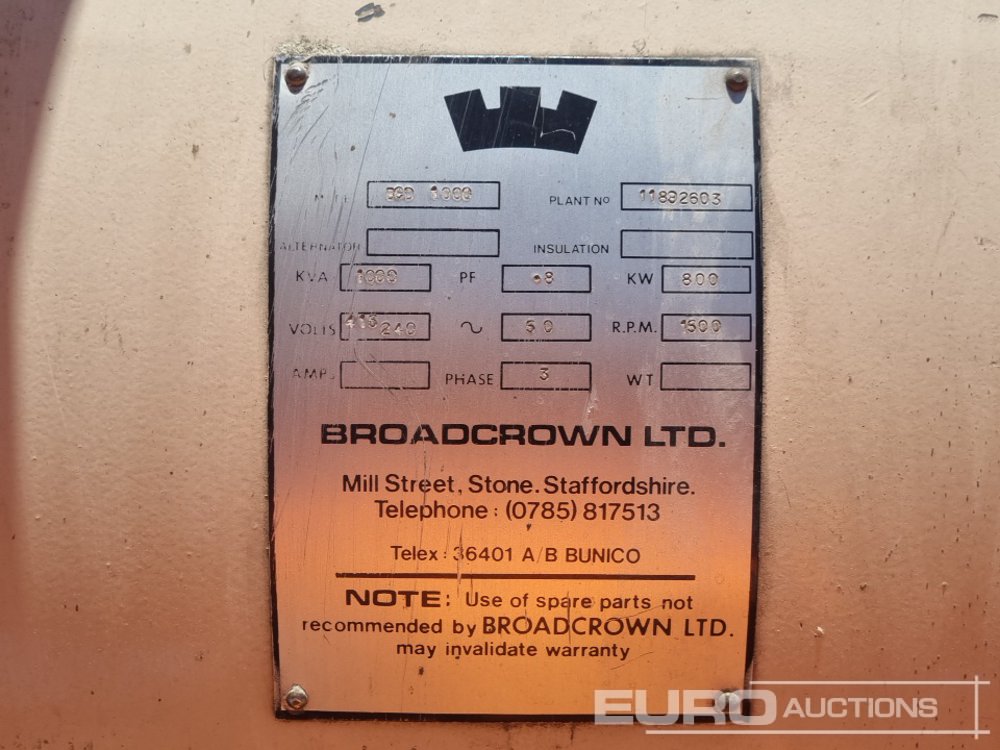 PLANT Nº 11892603
ALTERNATOR INSULATION
KVA 1000 PF .8 KW 800
VOLTS 415 240 ~ 50 R.P.M. 1500
AMPS PHASE 3 WT
BROADCROWN LTD.
Mill Street, Stone. Staffordshire.
Telephone : (0785) 817513
Telex : 36401 A/B BUNICO
NOTE: Use of spare parts not
recommended by BROADCROWN LTD.
may invalidate warranty
EURO AUCTIONS